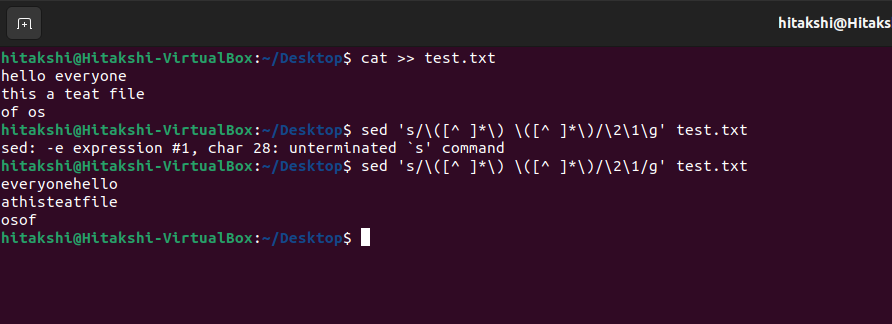 hitakshi@Hitaks
hitakshi@Hitakshi-VirtualBox:~/Desktop$ cat >> test.txt
hello everyone
this a teat file
of os
hitakshi@Hitakshi-VirtualBox:~/Desktop$ sed 's/\([^ ]*\) \([^ ]*\)/\2\1\g' test.txt
sed: -e expression #1, char 28: unterminated `s' command
hitakshi@Hitakshi-VirtualBox:~/Desktop$ sed 's/\([^ ]*\) \([^ ]*\)/\2\1/g' test.txt
everyonehello
athisteatfile
osof
hitakshi@Hitakshi-VirtualBox:~/Desktop$